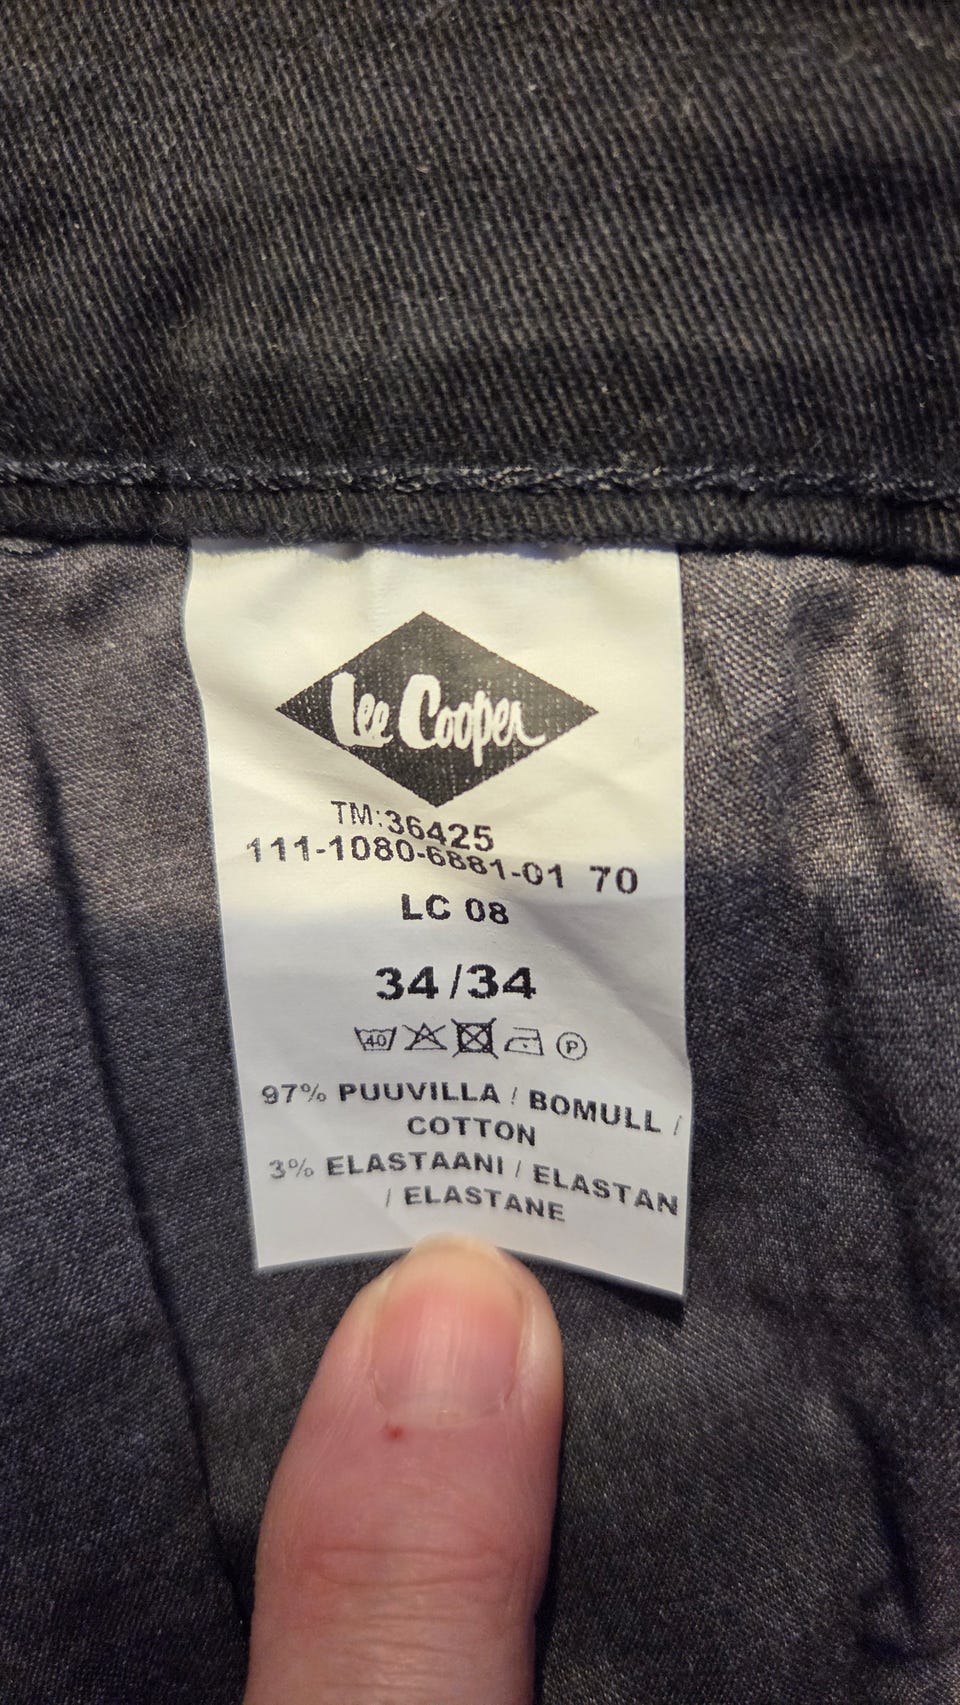 Lee Cooper
TM:36425
111-1080-6881-01 70
LC 08
34/34
40 P
97% PUUVILLA / BOMULL /
COTTON
3% ELASTAANI / ELASTAN
/ ELASTANE